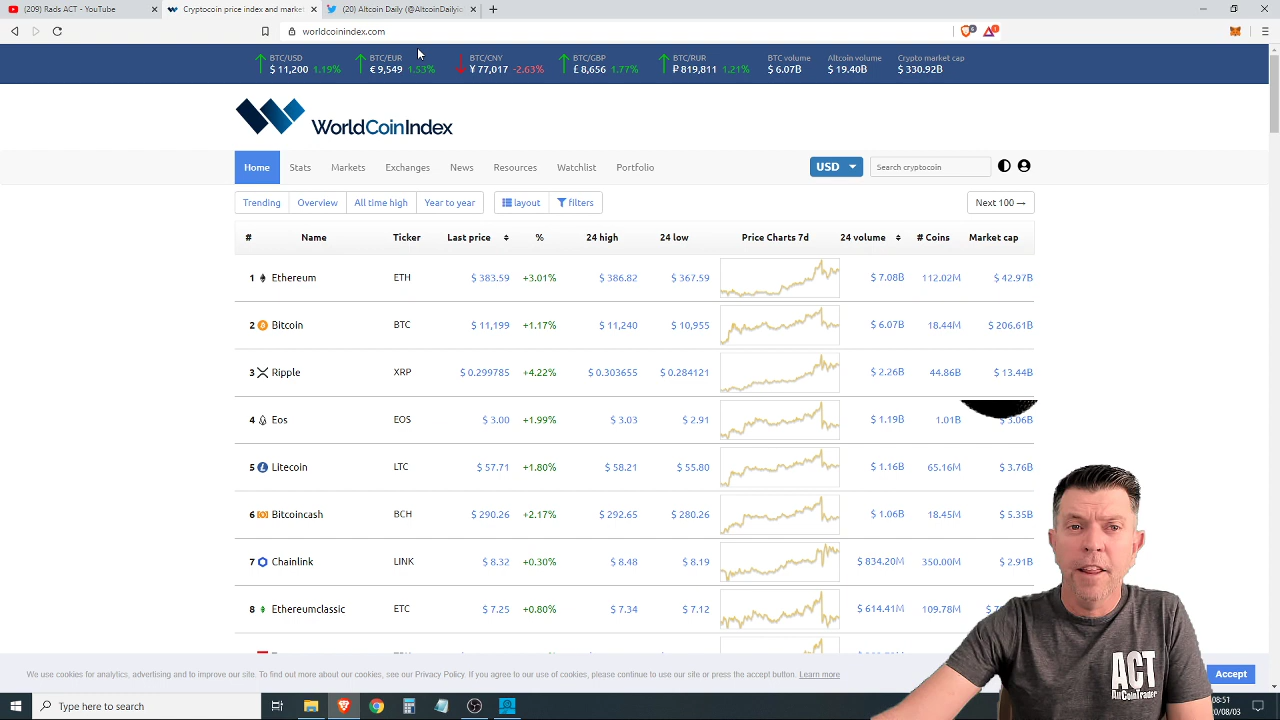 (209) Rads ACT - YouTube
Cryptocoin price index and market
(20) Altcoin Daily (@AltcoinDailyio
worldcoinindex.com
BTC/USD BTC/EUR BTC/CNY BTC/GBP BTC/RUR BTC volume Altcoin volume Crypto market cap
$ 11,200 1.19% € 9,549 1.53% ¥ 77,017 -2.63% £ 8,656 1.77% ₽ 819,811 1.21% $ 6.07B $ 19.40B $ 330.92B
WorldCoinIndex
Home Stats Markets Exchanges News Resources Watchlist Portfolio USD Search cryptocoin
Trending Overview All time high Year to year layout filters Next 100 →
# Name Ticker Last price % 24 high 24 low Price Charts 7d 24 volume # Coins Market cap
1 Ethereum ETH $ 383.59 +3.01% $ 386.82 $ 367.59 $ 7.08B 112.02M $ 42.97B
2 Bitcoin BTC $ 11,199 +1.17% $ 11,240 $ 10,955 $ 6.07B 18.44M $ 206.61B
3 Ripple XRP $ 0.299785 +4.22% $ 0.303655 $ 0.284121 $ 2.26B 44.86B $ 13.44B
4 Eos EOS $ 3.00 +1.99% $ 3.03 $ 2.91 $ 1.19B 1.01B $ 3.06B
5 Litecoin LTC $ 57.71 +1.80% $ 58.21 $ 55.80 $ 1.16B 65.16M $ 3.76B
6 Bitcoincash BCH $ 290.26 +2.17% $ 292.65 $ 280.26 $ 1.06B 18.45M $ 5.35B
7 Chainlink LINK $ 8.32 +0.30% $ 8.48 $ 8.19 $ 834.20M 350.00M $ 2.91B
8 Ethereumclassic ETC $ 7.25 +0.80% $ 7.34 $ 7.12 $ 614.41M 109.78M
We use cookies for analytics, advertising and to improve our site. To find out more about our cookies, see our Privacy Policy. If you agree to our use of cookies, please continue to use our site or press the accept button. Learn more
Accept
ACT
Alt Coin Trader
Type here to search
08:51